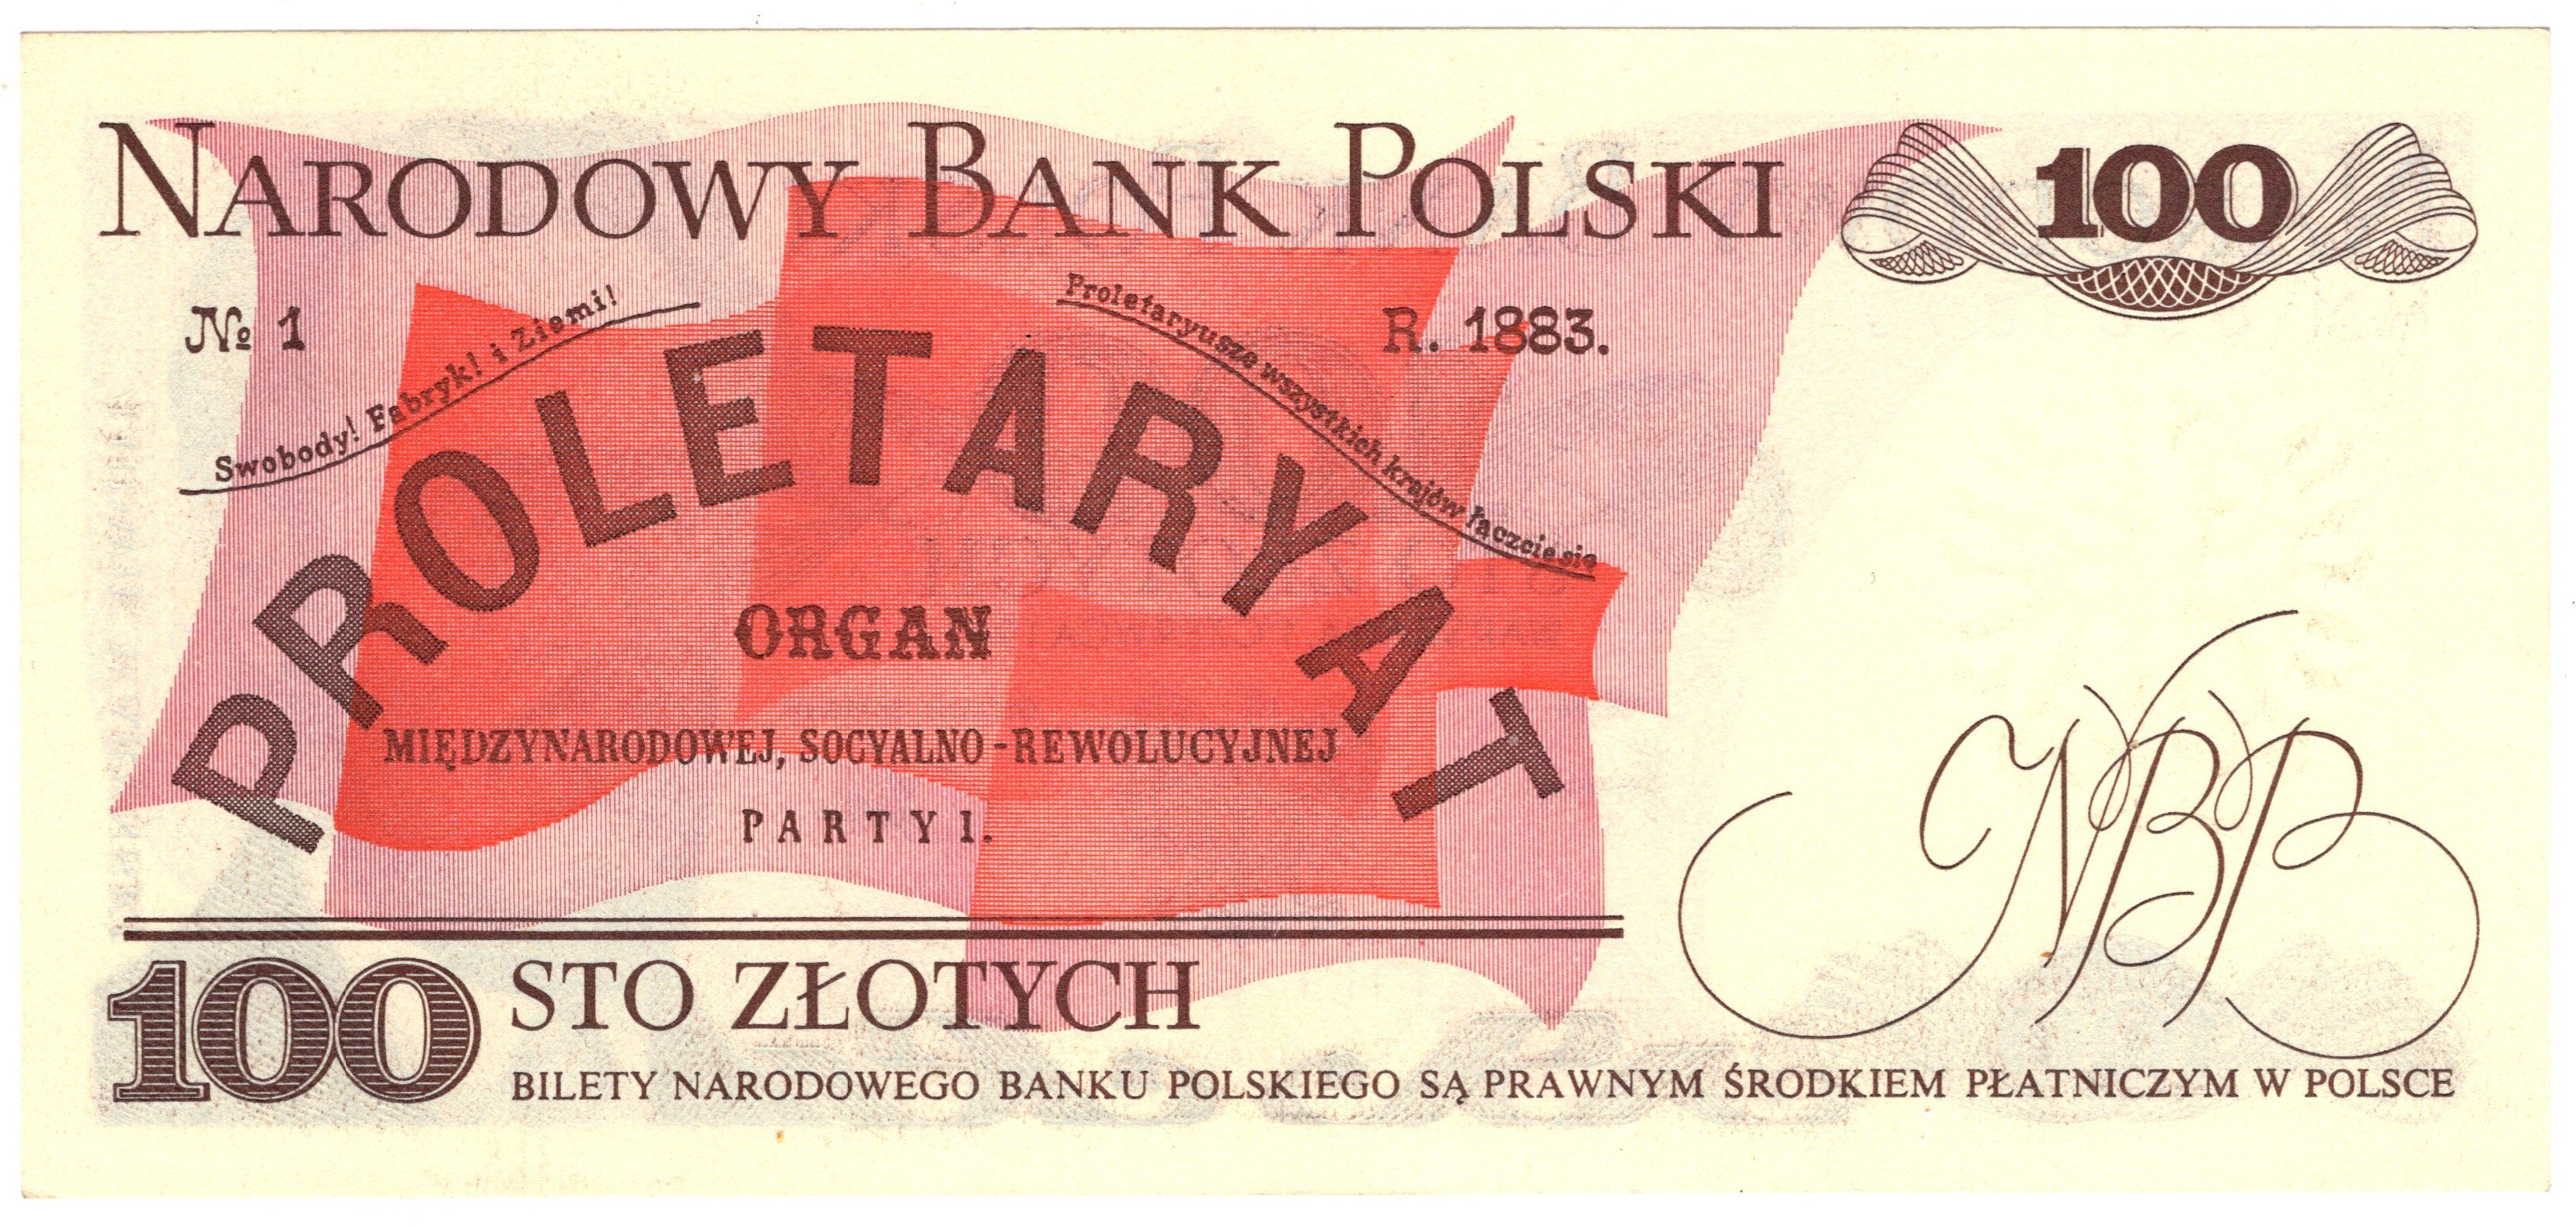 NARODOWY BANK POLSKI
100
№ 1
Swobody! Fabryk! i Ziemi!
Proletaryusze wszystkich krajów łączcie się
R. 1883.
PROLETARYAT
ORGAN
MIĘDZYNARODOWEJ, SOCYALNO-REWOLUCYJNEJ
PARTYI.
NBP
100 STO ZŁOTYCH
BILETY NARODOWEGO BANKU POLSKIEGO SĄ PRAWNYM ŚRODKIEM PŁATNICZYM W POLSCE